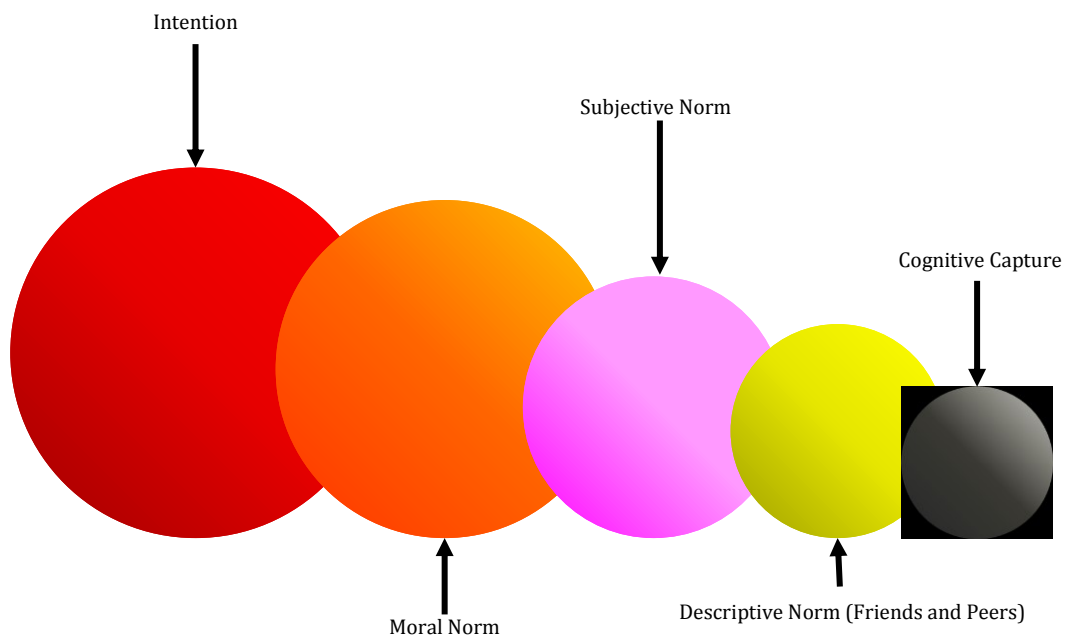 Intention
Subjective Norm
Cognitive Capture
Descriptive Norm (Friends and Peers)
Moral Norm